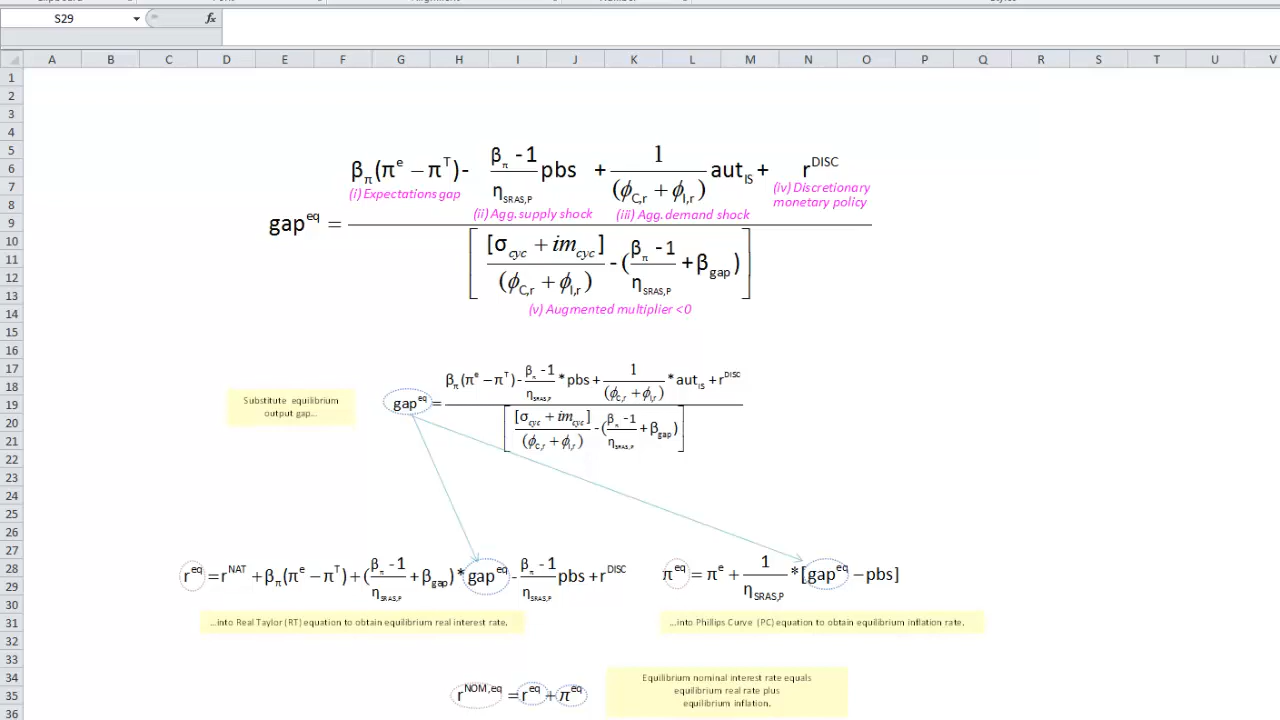 S29
fx
A B C D E F G H I J K L M N O P Q R S T U V
1
2
3
4
5
6
7
8
9
10
11
12
13
14
15
16
17
18
19
20
21
22
23
24
25
26
27
28
29
30
31
32
33
34
35
36
gap^eq = [β_π(π^e − π^T) - (β_π -1)/η_SRAS,P pbs + 1/(ϕ_C,r + ϕ_I,r) aut_IS + r^DISC] / [[σ_cyc + im_cyc]/(ϕ_C,r + ϕ_I,r) - ((β_π -1)/η_SRAS,P + β_gap)]
(i) Expectations gap
(ii) Agg. supply shock
(iii) Agg. demand shock
(iv) Discretionary
monetary policy
(v) Augmented multiplier <0
Substitute equilibrium
output gap...
gap^eq = [β_π(π^e − π^T) - (β_π -1)/η_SRAS,P * pbs + 1/(ϕ_C,r + ϕ_I,r) * aut_IS + r^DISC] / [[σ_cyc + im_cyc]/(ϕ_C,r + ϕ_I,r) - ((β_π -1)/η_SRAS,P + β_gap)]
r^eq = r^NAT + β_π(π^e − π^T) + ((β_π -1)/η_SRAS,P + β_gap) * gap^eq - (β_π -1)/η_SRAS,P pbs + r^DISC
π^eq = π^e + 1/η_SRAS,P * [gap^eq − pbs]
...into Real Taylor (RT) equation to obtain equilibrium real interest rate.
...into Phillips Curve (PC) equation to obtain equilibrium inflation rate.
r^NOM,eq = r^eq + π^eq
Equilibrium nominal interest rate equals
equilibrium real rate plus
equilibrium inflation.